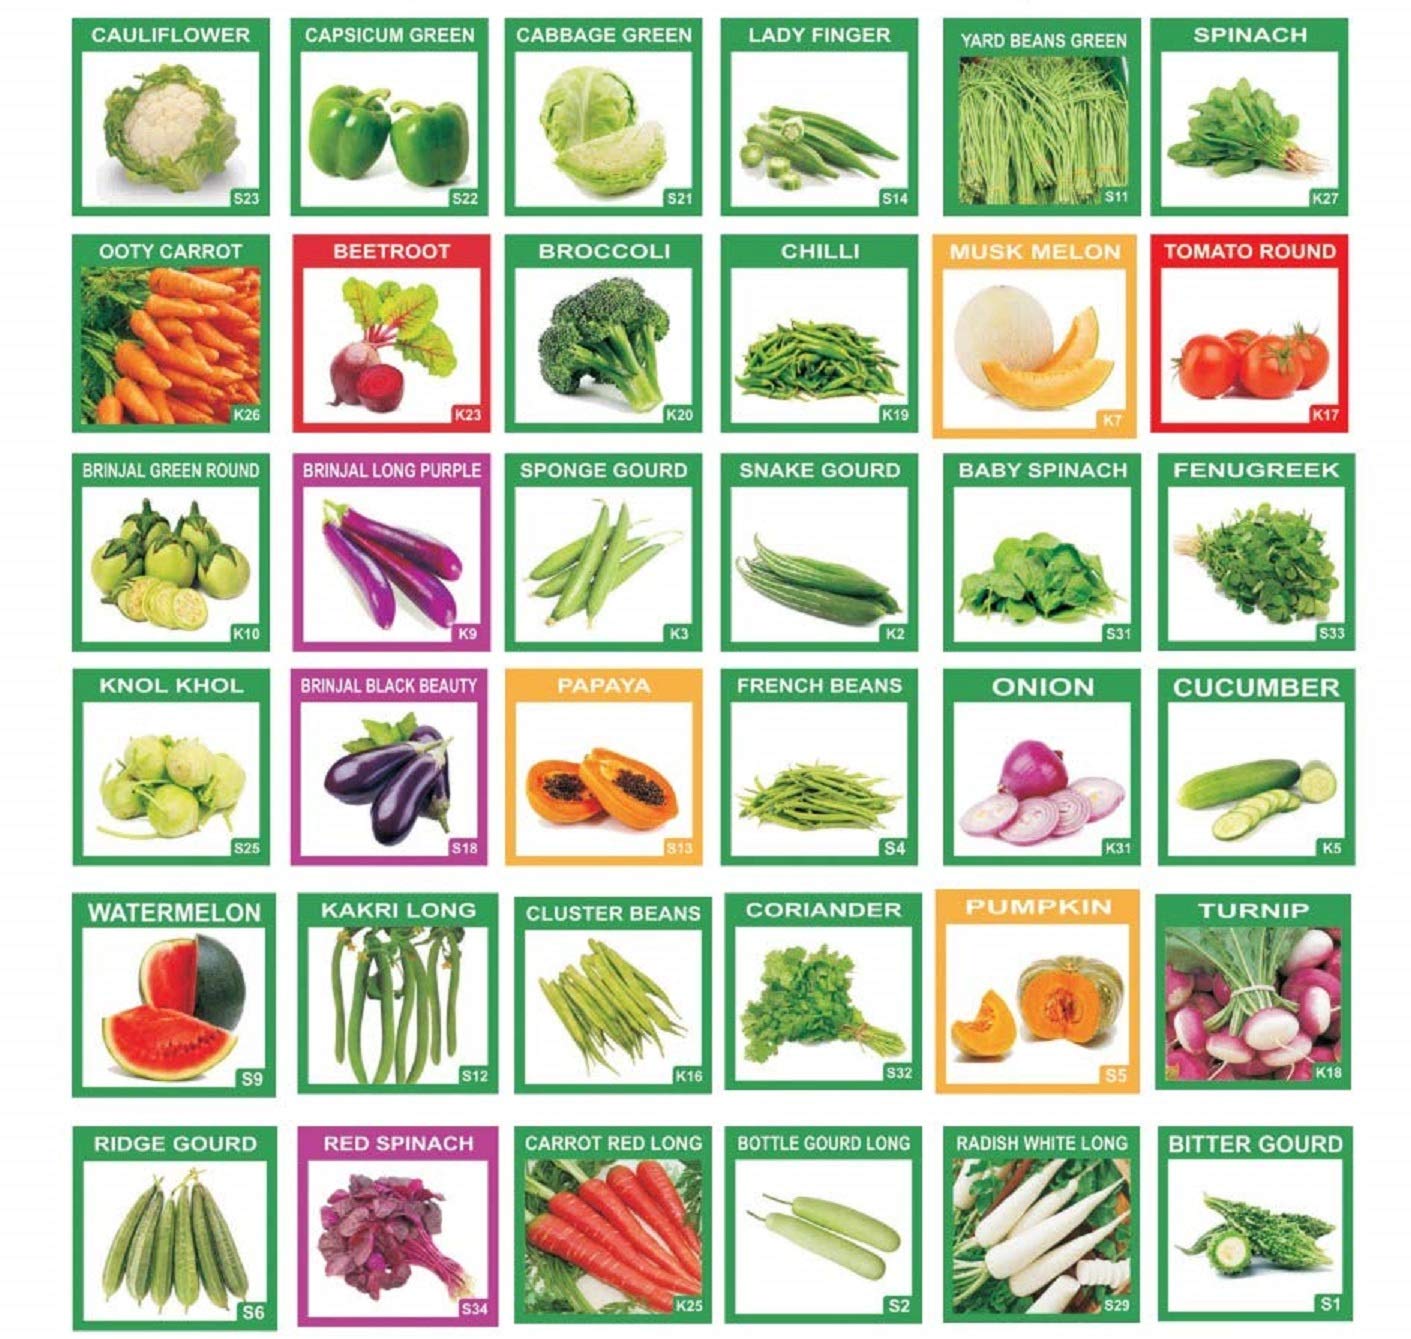 CAULIFLOWER
S23
CAPSICUM GREEN
S22
CABBAGE GREEN
S21
LADY FINGER
S14
YARD BEANS GREEN
S11
SPINACH
K27
OOTY CARROT
K26
BEETROOT
K23
BROCCOLI
K20
CHILLI
K19
MUSK MELON
K7
TOMATO ROUND
K17
BRINJAL GREEN ROUND
K10
BRINJAL LONG PURPLE
K9
SPONGE GOURD
K3
SNAKE GOURD
K2
BABY SPINACH
S31
FENUGREEK
S33
KNOL KHOL
S25
BRINJAL BLACK BEAUTY
S18
PAPAYA
S13
FRENCH BEANS
S4
ONION
K31
CUCUMBER
K5
WATERMELON
S9
KAKRI LONG
S12
CLUSTER BEANS
K16
CORIANDER
S32
PUMPKIN
S5
TURNIP
K18
RIDGE GOURD
S6
RED SPINACH
S34
CARROT RED LONG
K25
BOTTLE GOURD LONG
S2
RADISH WHITE LONG
S29
BITTER GOURD
S1